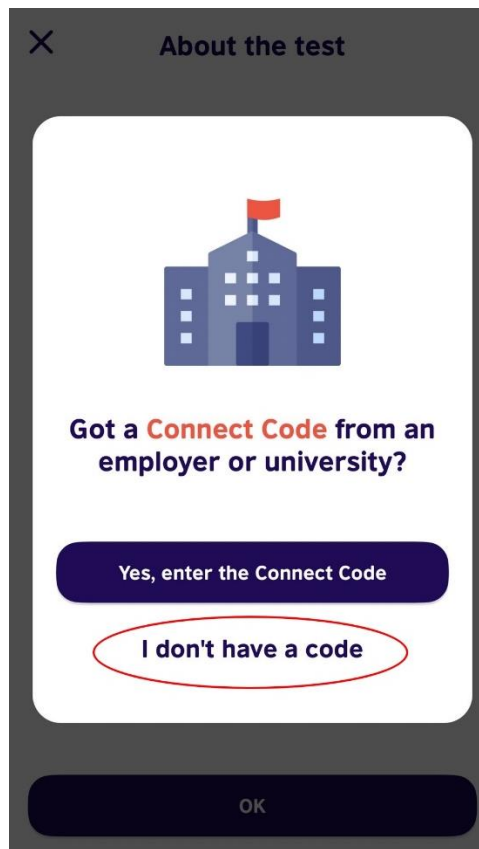 About the test
Got a Connect Code from an
employer or university?
Yes, enter the Connect Code
I don't have a code
OK